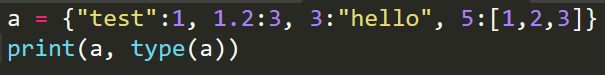 a = {"test":1, 1.2:3, 3:"hello", 5:[1,2,3]}
print(a, type(a))